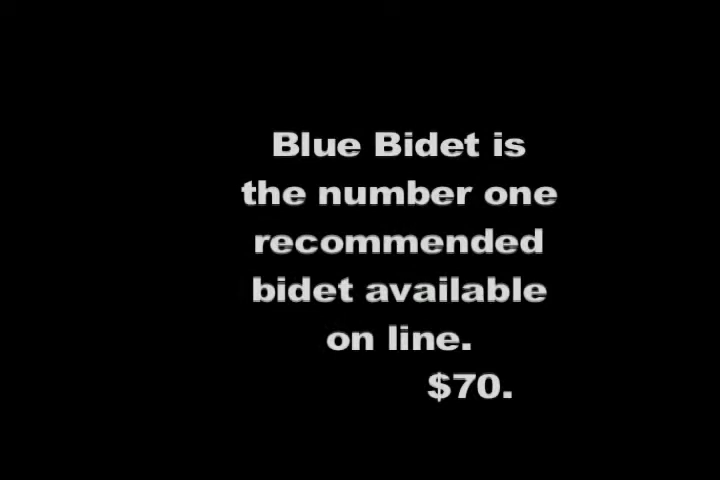 Blue Bidet is
the number one
recommended
bidet available
on line.
$70.